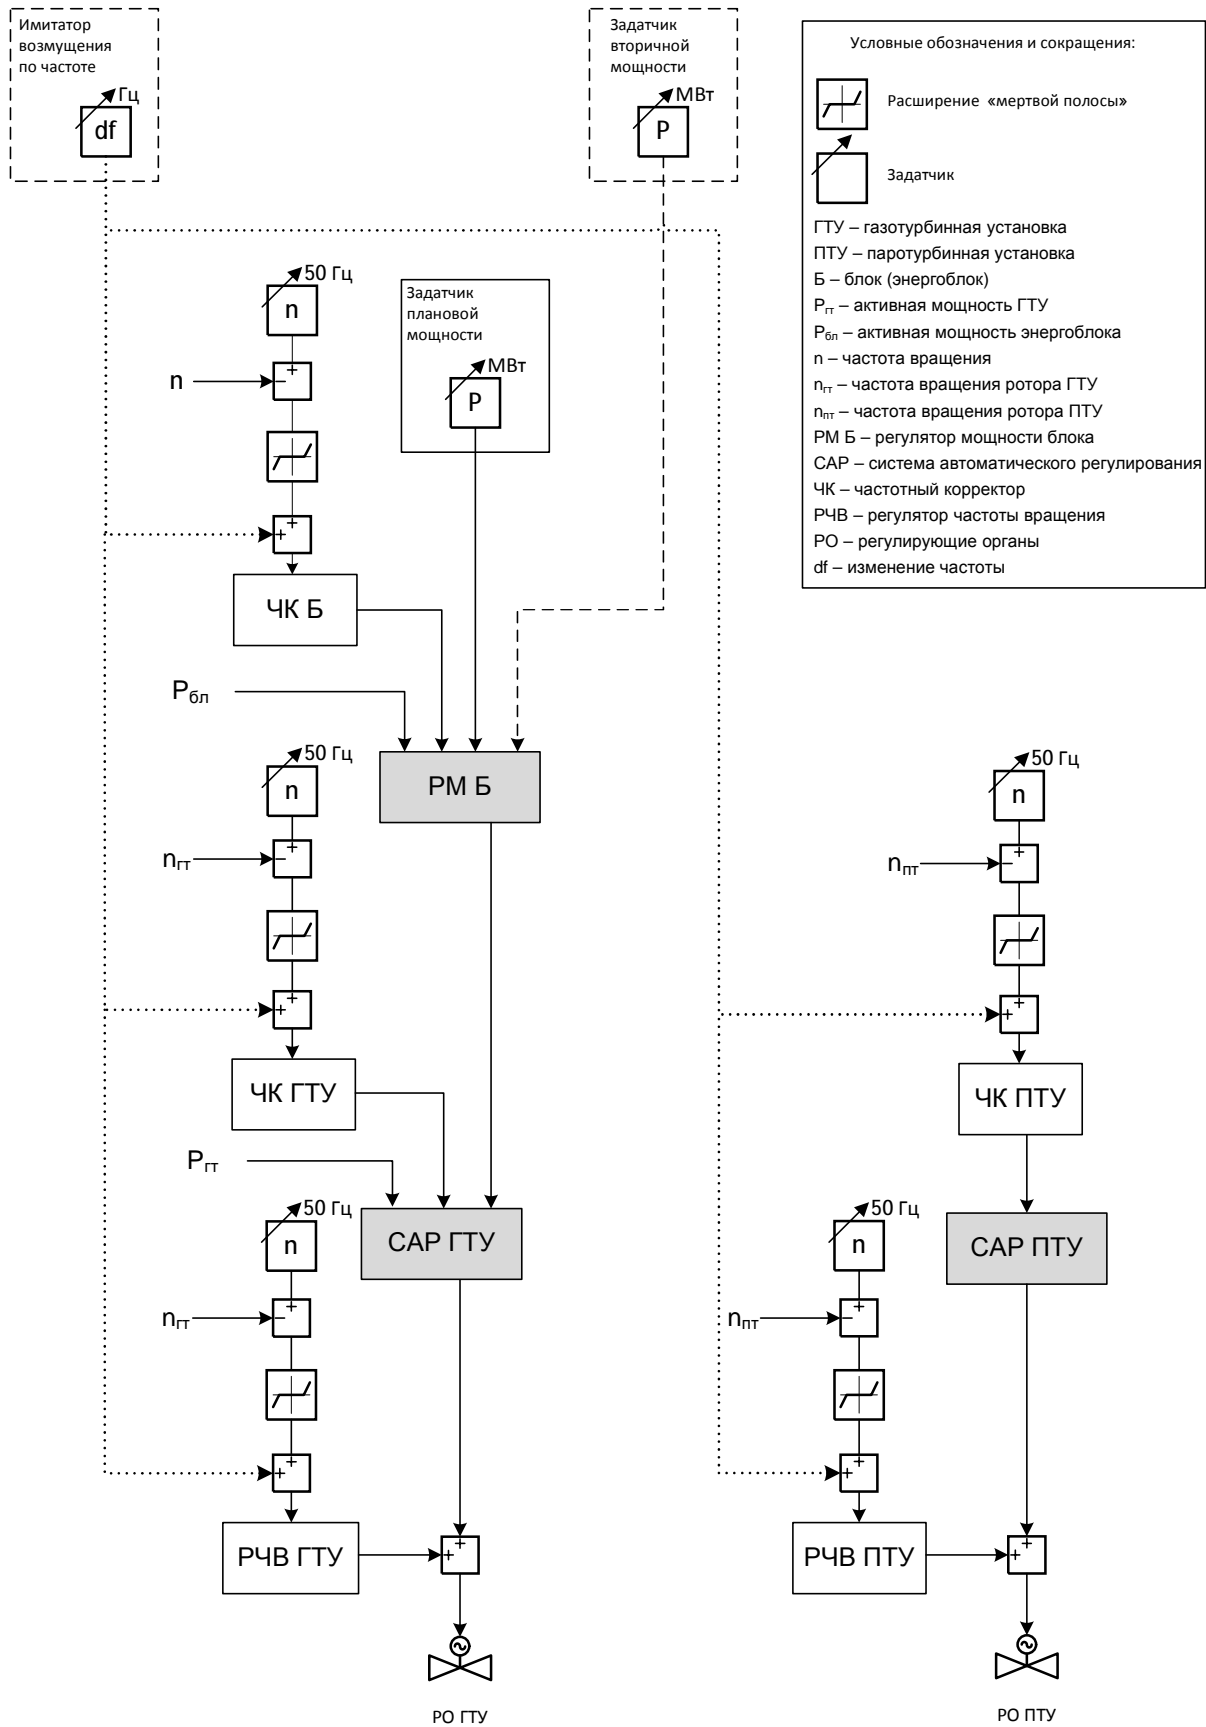 Имитатор
возмущения
по частоте
Гц
df
Задатчик
вторичной
мощности
МВт
P
Условные обозначения и сокращения:
Расширение «мертвой полосы»
Задатчик
ГТУ – газотурбинная установка
ПТУ – паротурбинная установка
Б – блок (энергоблок)
Pгт – активная мощность ГТУ
Pбл – активная мощность энергоблока
n – частота вращения
nгт – частота вращения ротора ГТУ
nпт – частота вращения ротора ПТУ
РМ Б – регулятор мощности блока
САР – система автоматического регулирования
ЧК – частотный корректор
РЧВ – регулятор частоты вращения
РО – регулирующие органы
df – изменение частоты
50 Гц
n
+
–
n
+
+
ЧК Б
Задатчик
плановой
мощности
МВт
P
Pбл
РМ Б
50 Гц
n
+
–
nгт
+
+
ЧК ГТУ
Pгт
САР ГТУ
50 Гц
n
+
–
nгт
+
+
РЧВ ГТУ
+
+
РО ГТУ
50 Гц
n
+
–
nпт
+
+
ЧК ПТУ
САР ПТУ
50 Гц
n
+
–
nпт
+
+
РЧВ ПТУ
+
+
РО ПТУ